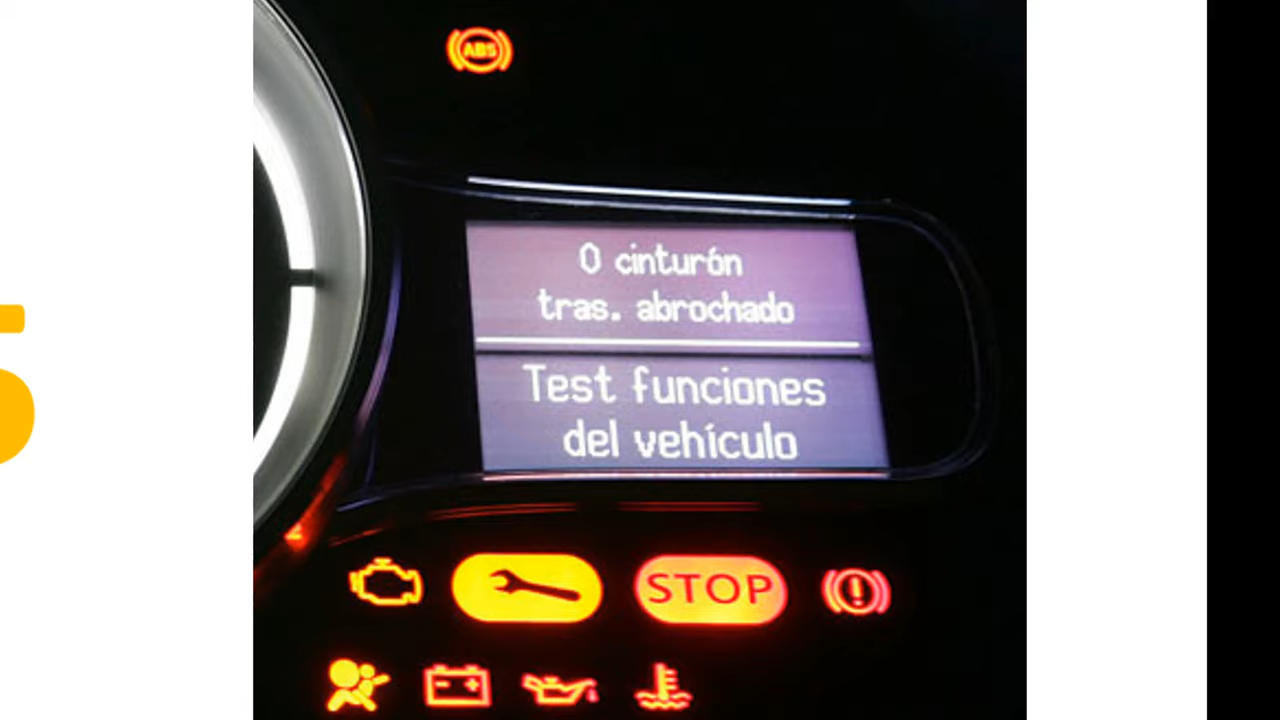 ABS
0 cinturón
tras. abrochado
Test funciones
del vehículo
STOP